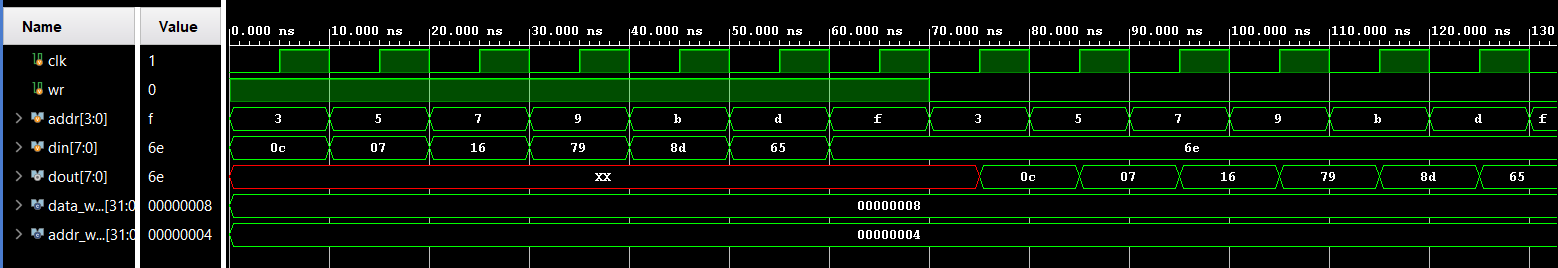 Name Value 0.000 ns 10.000 ns 20.000 ns 30.000 ns 40.000 ns 50.000 ns 60.000 ns 70.000 ns 80.000 ns 90.000 ns 100.000 ns 110.000 ns 120.000 ns 130
clk 1
wr 0
addr[3:0] f 3 5 7 9 b d f 3 5 7 9 b d f
din[7:0] 6e 0c 07 16 79 8d 65 6e
dout[7:0] 6e XX 0c 07 16 79 8d 65
data_w...[31:0 00000008 00000008
addr_w...[31:0 00000004 00000004